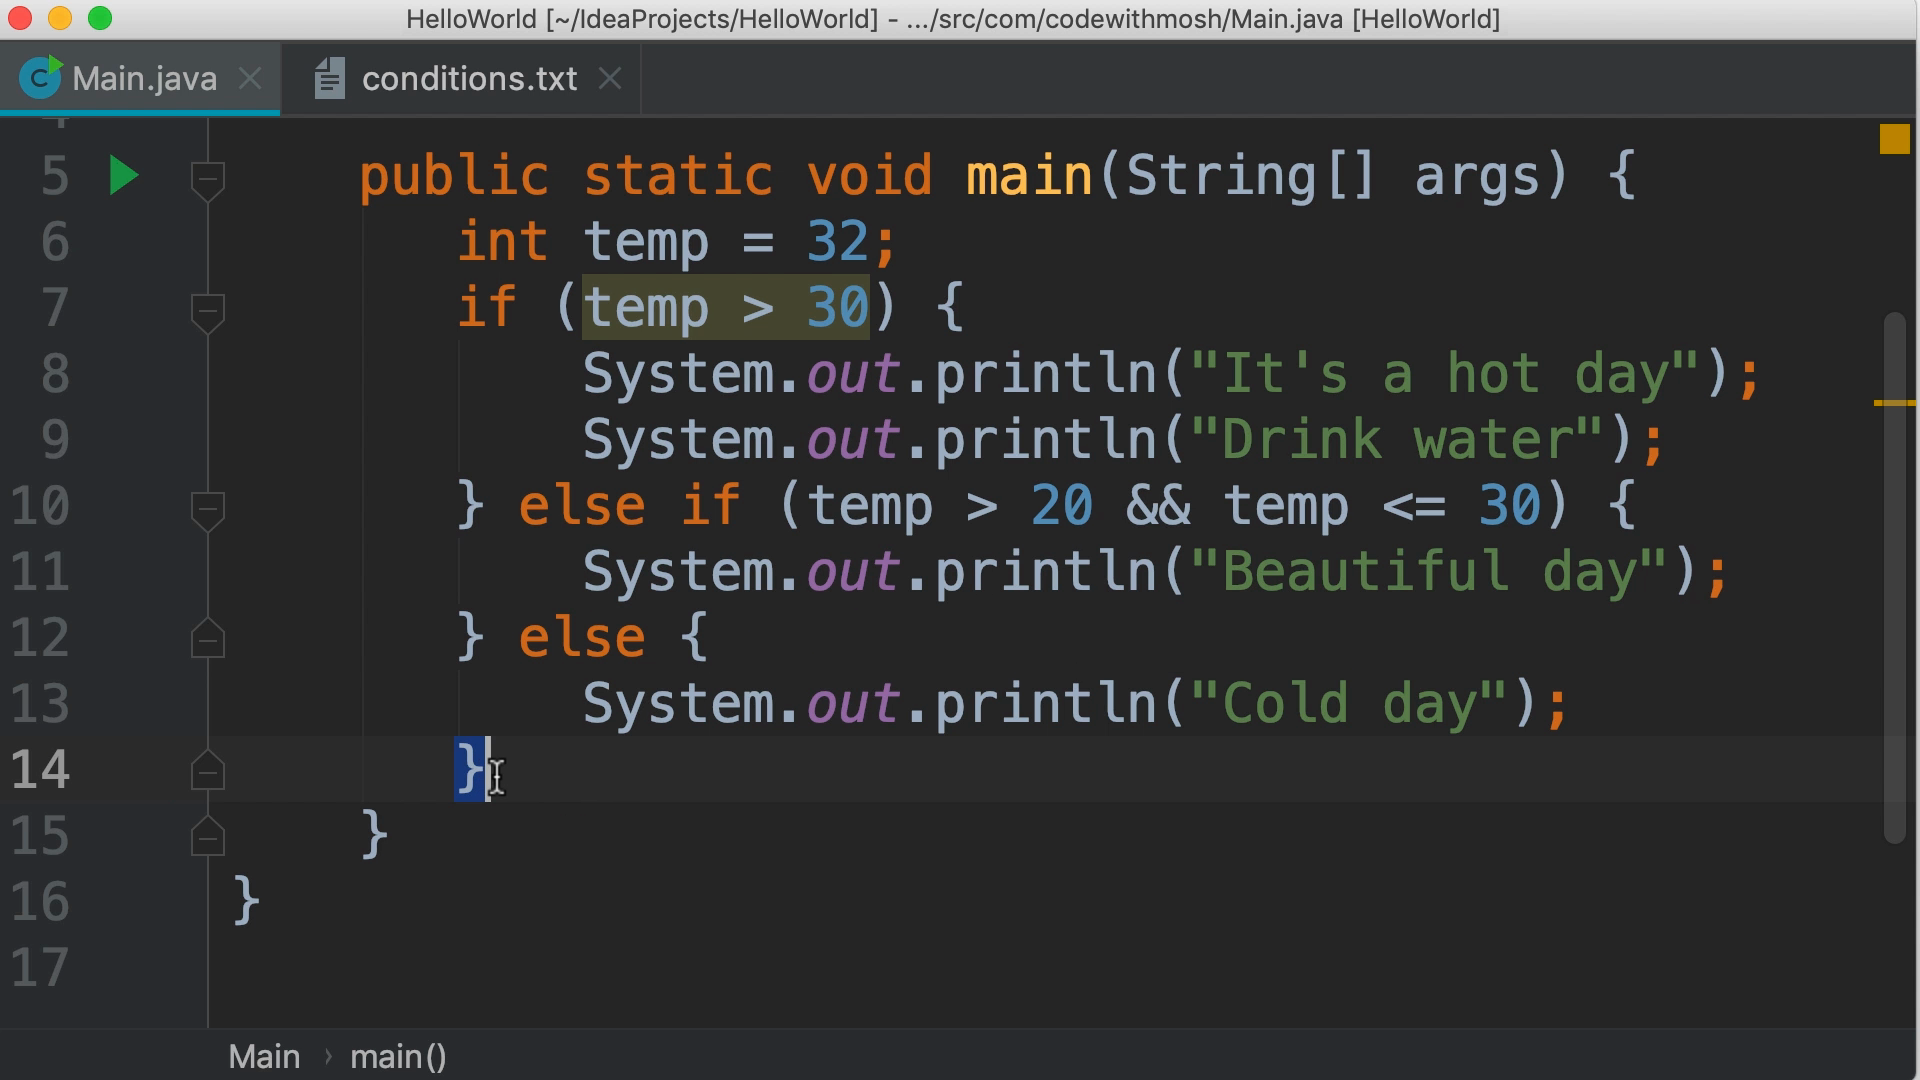 HelloWorld [~/IdeaProjects/HelloWorld] - .../src/com/codewithmosh/Main.java [HelloWorld]
Main.java
conditions.txt
5 public static void main(String[] args) {
6 int temp = 32;
7 if (temp > 30) {
8 System.out.println("It's a hot day");
9 System.out.println("Drink water");
10 } else if (temp > 20 && temp <= 30) {
11 System.out.println("Beautiful day");
12 } else {
13 System.out.println("Cold day");
14 }
15 }
16 }
17
Main › main()